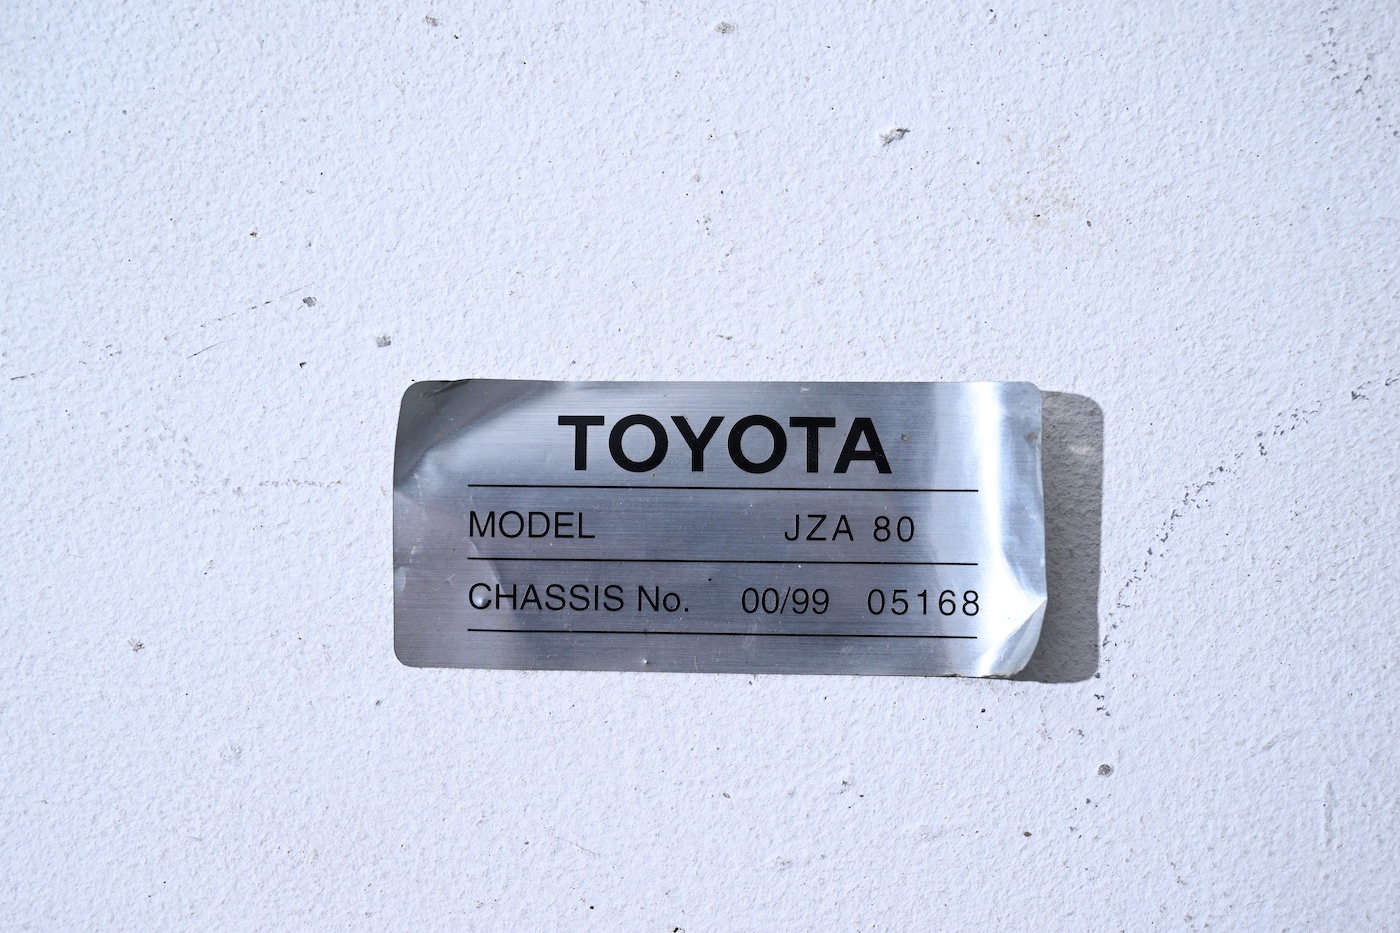 TOYOTA
MODEL JZA 80
CHASSIS No. 00/99 05168